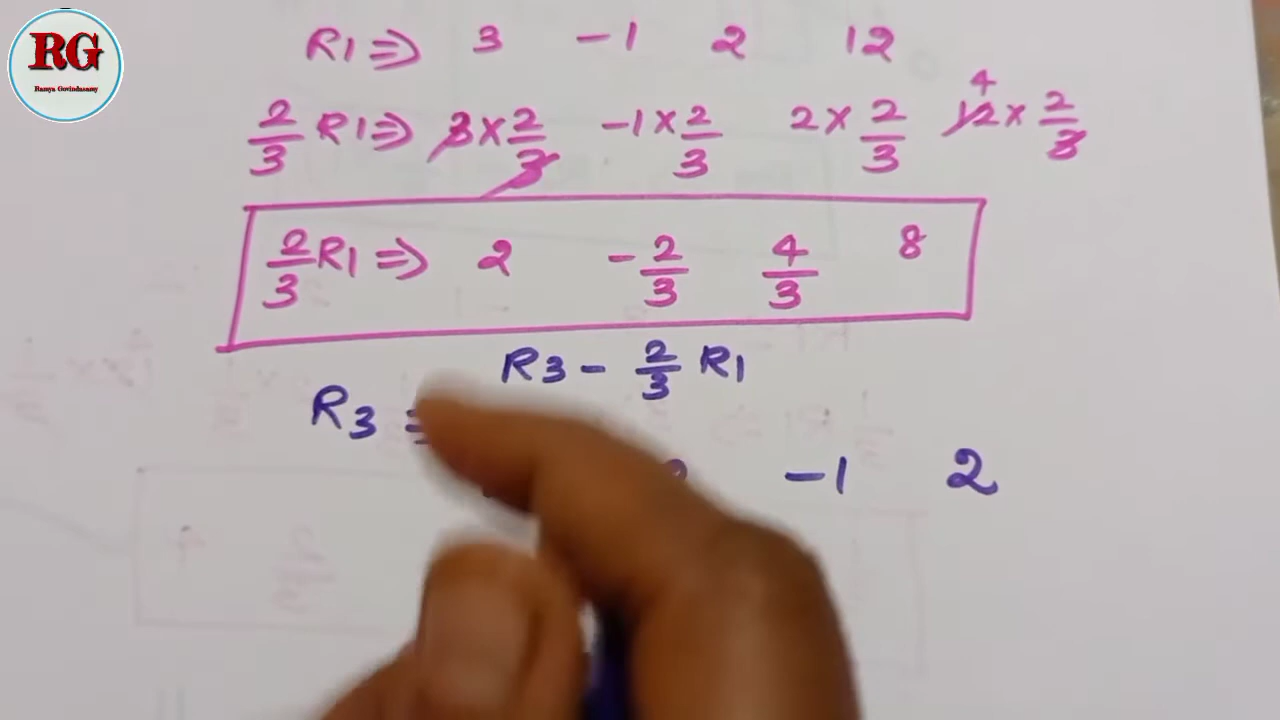 RG
Ramya Govindasamy
R1 ⇒ 3 -1 2 12
2/3 R1 ⇒ 3 × 2/3 -1 × 2/3 2 × 2/3 12 × 2/3
4
2/3 R1 ⇒ 2 -2/3 4/3 8
R3 - 2/3 R1
R3
-1 2